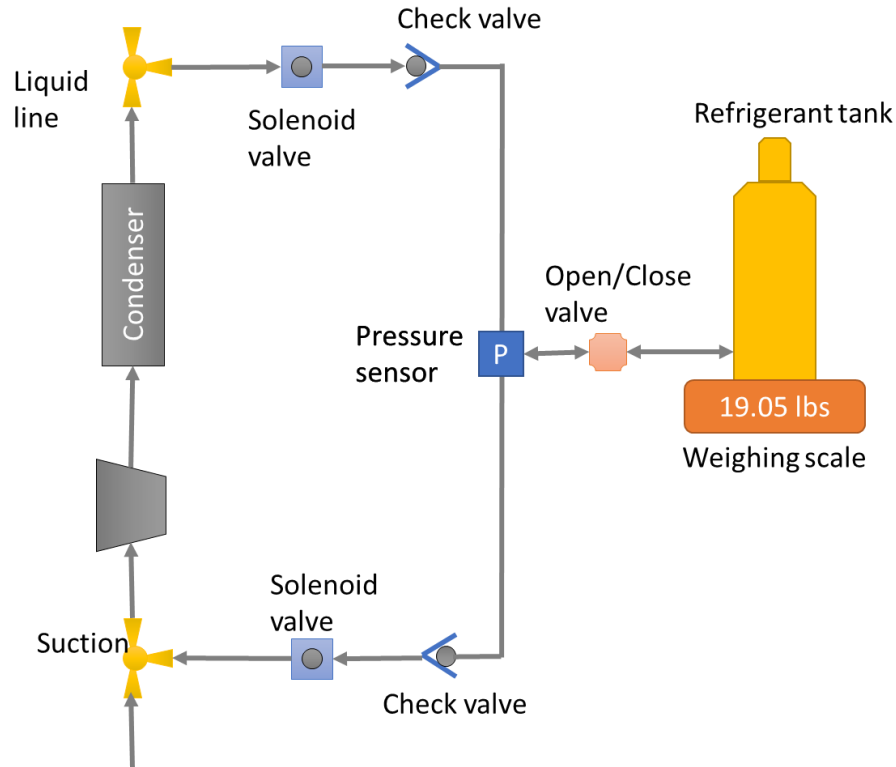 Check valve
Liquid
line
Solenoid
valve
Refrigerant tank
Condenser
Open/Close
valve
Pressure
sensor
P
19.05 lbs
Weighing scale
Solenoid
valve
Suction
Check valve